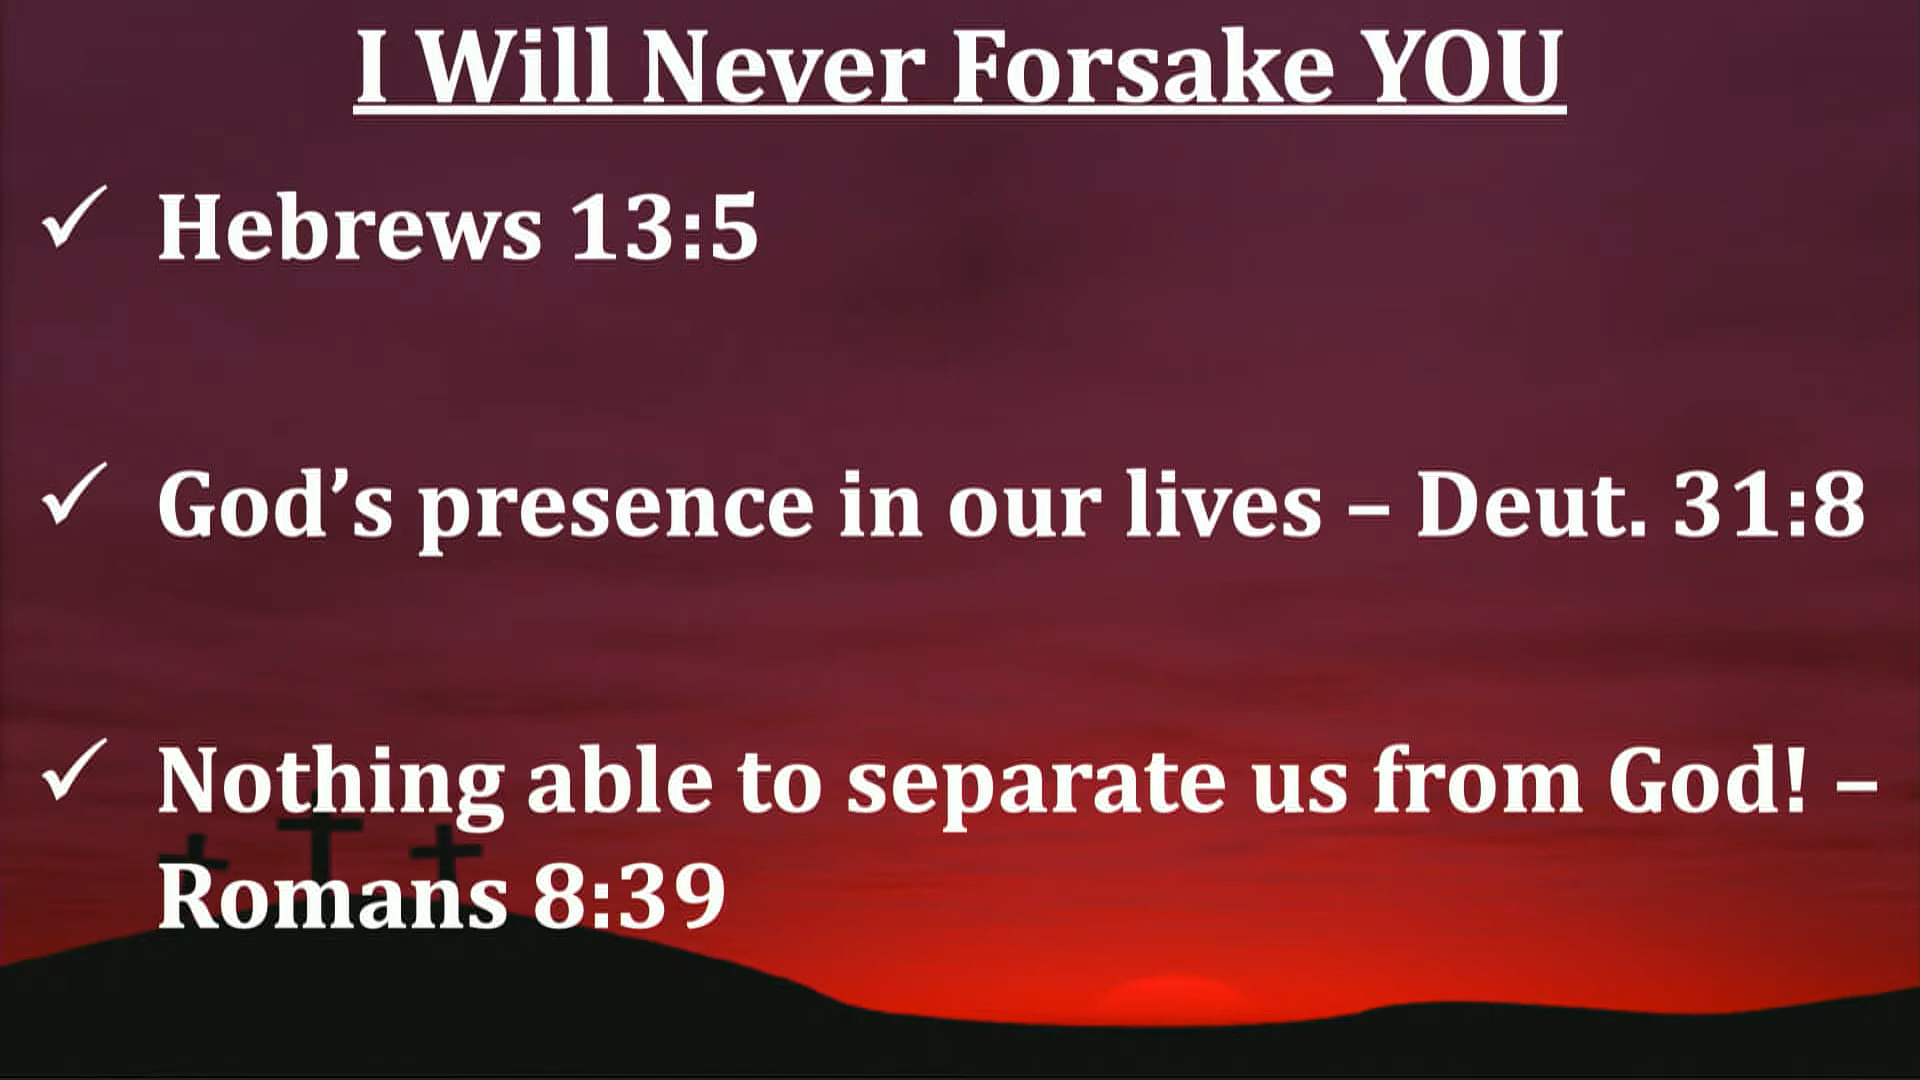 I Will Never Forsake YOU
✓ Hebrews 13:5
✓ God’s presence in our lives – Deut. 31:8
✓ Nothing able to separate us from God! –
Romans 8:39